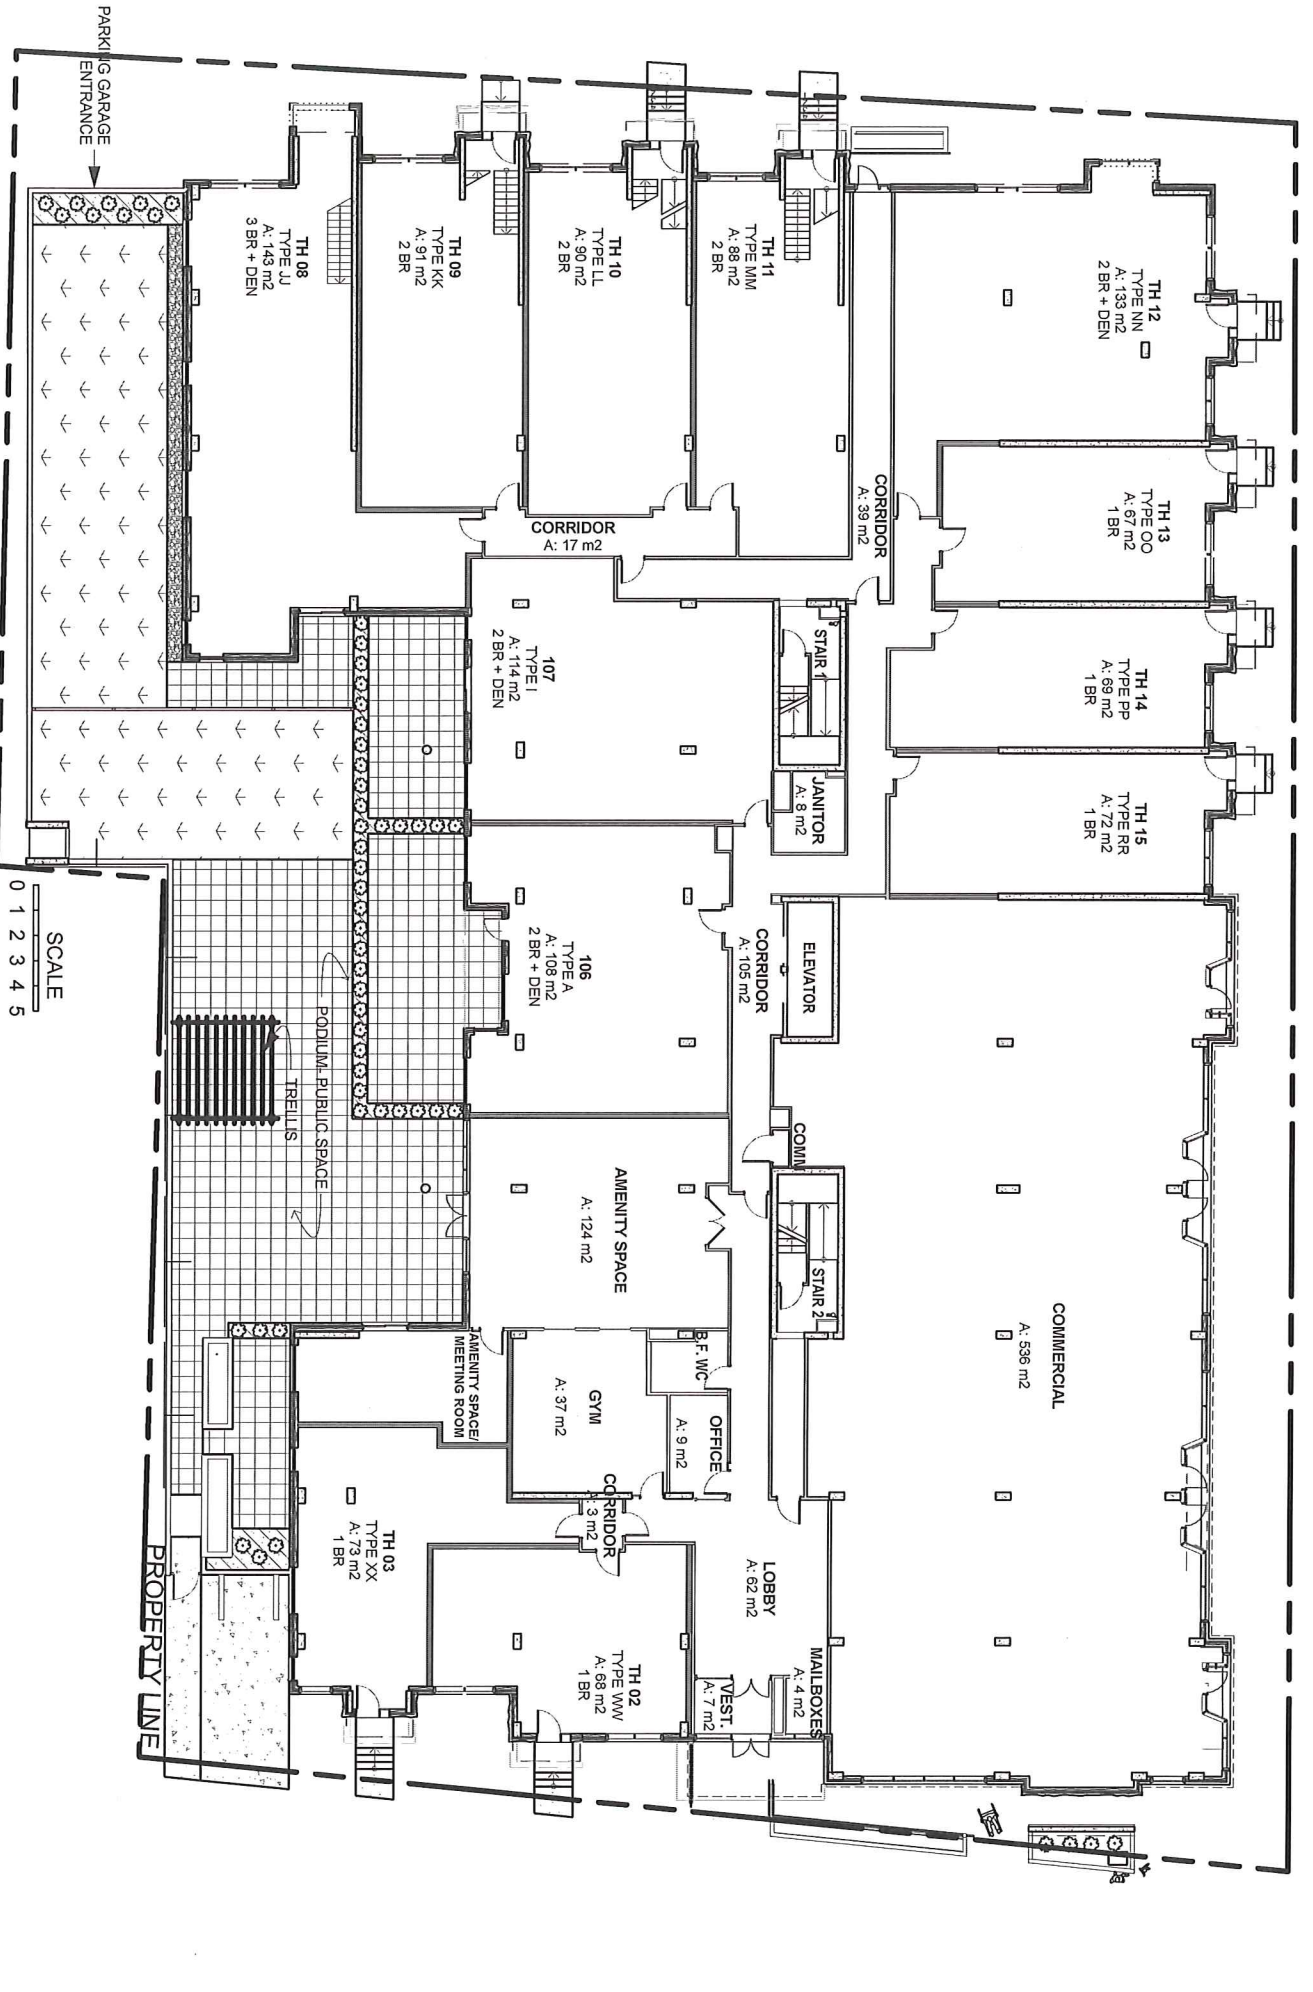 PARKING GARAGE
ENTRANCE
TH 08
TYPE JJ
A: 143 m2
3 BR + DEN
TH 09
TYPE KK
A: 91 m2
2 BR
TH 10
TYPE LL
A: 90 m2
2 BR
TH 11
TYPE MM
A: 88 m2
2 BR
TH 12
TYPE NN
A: 133 m2
2 BR + DEN
TH 13
TYPE OO
A: 67 m2
1 BR
TH 14
TYPE PP
A: 69 m2
1 BR
TH 15
TYPE RR
A: 72 m2
1 BR
CORRIDOR
A: 39 m2
CORRIDOR
A: 17 m2
107
TYPE I
A: 114 m2
2 BR + DEN
STAIR 1
JANITOR
A: 8 m2
106
TYPE A
A: 108 m2
2 BR + DEN
CORRIDOR
A: 105 m2
ELEVATOR
COMM
STAIR 2
COMMERCIAL
A: 536 m2
AMENITY SPACE
A: 124 m2
AMENITY SPACE/
MEETING ROOM
GYM
A: 37 m2
B.F. WC
OFFICE
A: 9 m2
CORRIDOR
A: 3 m2
TH 03
TYPE XX
A: 73 m2
1 BR
TH 02
TYPE WW
A: 68 m2
1 BR
LOBBY
A: 62 m2
MAILBOXES
A: 4 m2
VEST.
A: 7 m2
PODIUM- PUBLIC SPACE
TRELLIS
PROPERTY LINE
SCALE
0 1 2 3 4 5